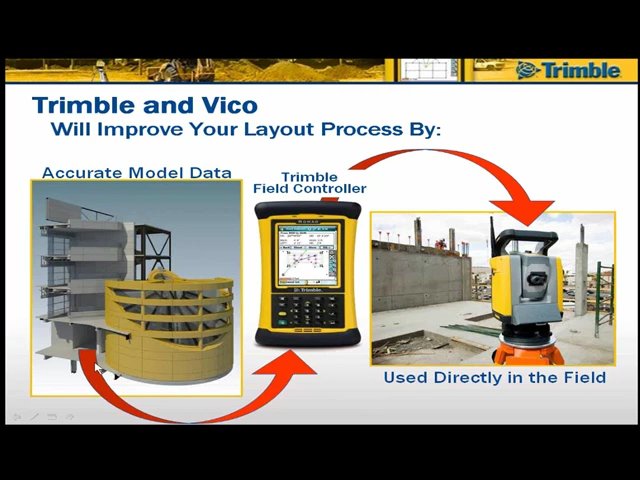 Trimble
Trimble and Vico
Will Improve Your Layout Process By:
Accurate Model Data
Trimble
Field Controller
Trimble.
Used Directly in the Field